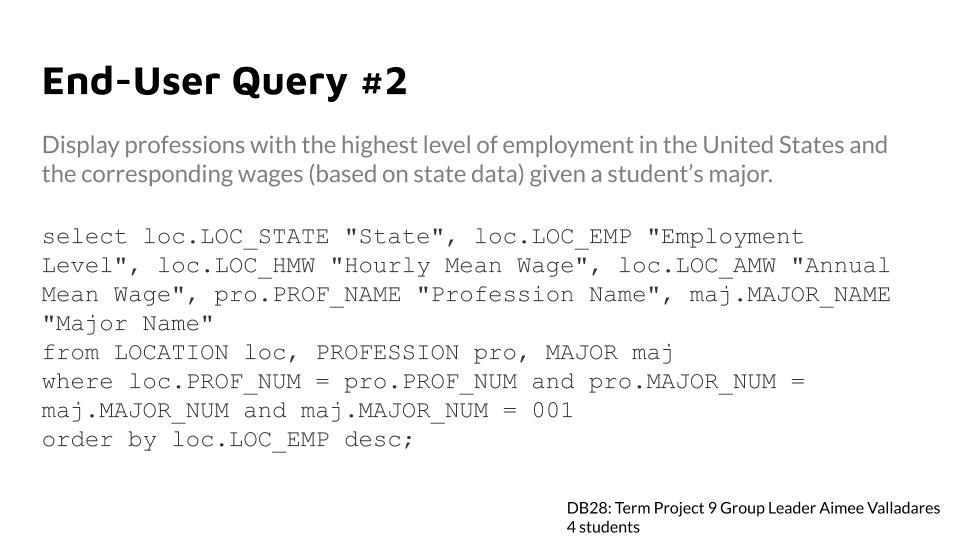 End-User Query #2
Display professions with the highest level of employment in the United States and
the corresponding wages (based on state data) given a student’s major.
select loc.LOC_STATE "State", loc.LOC_EMP "Employment
Level", loc.LOC_HMW "Hourly Mean Wage", loc.LOC_AMW "Annual
Mean Wage", pro.PROF_NAME "Profession Name", maj.MAJOR_NAME
"Major Name"
from LOCATION loc, PROFESSION pro, MAJOR maj
where loc.PROF_NUM = pro.PROF_NUM and pro.MAJOR_NUM =
maj.MAJOR_NUM and maj.MAJOR_NUM = 001
order by loc.LOC_EMP desc;
DB28: Term Project 9 Group Leader Aimee Valladares
4 students